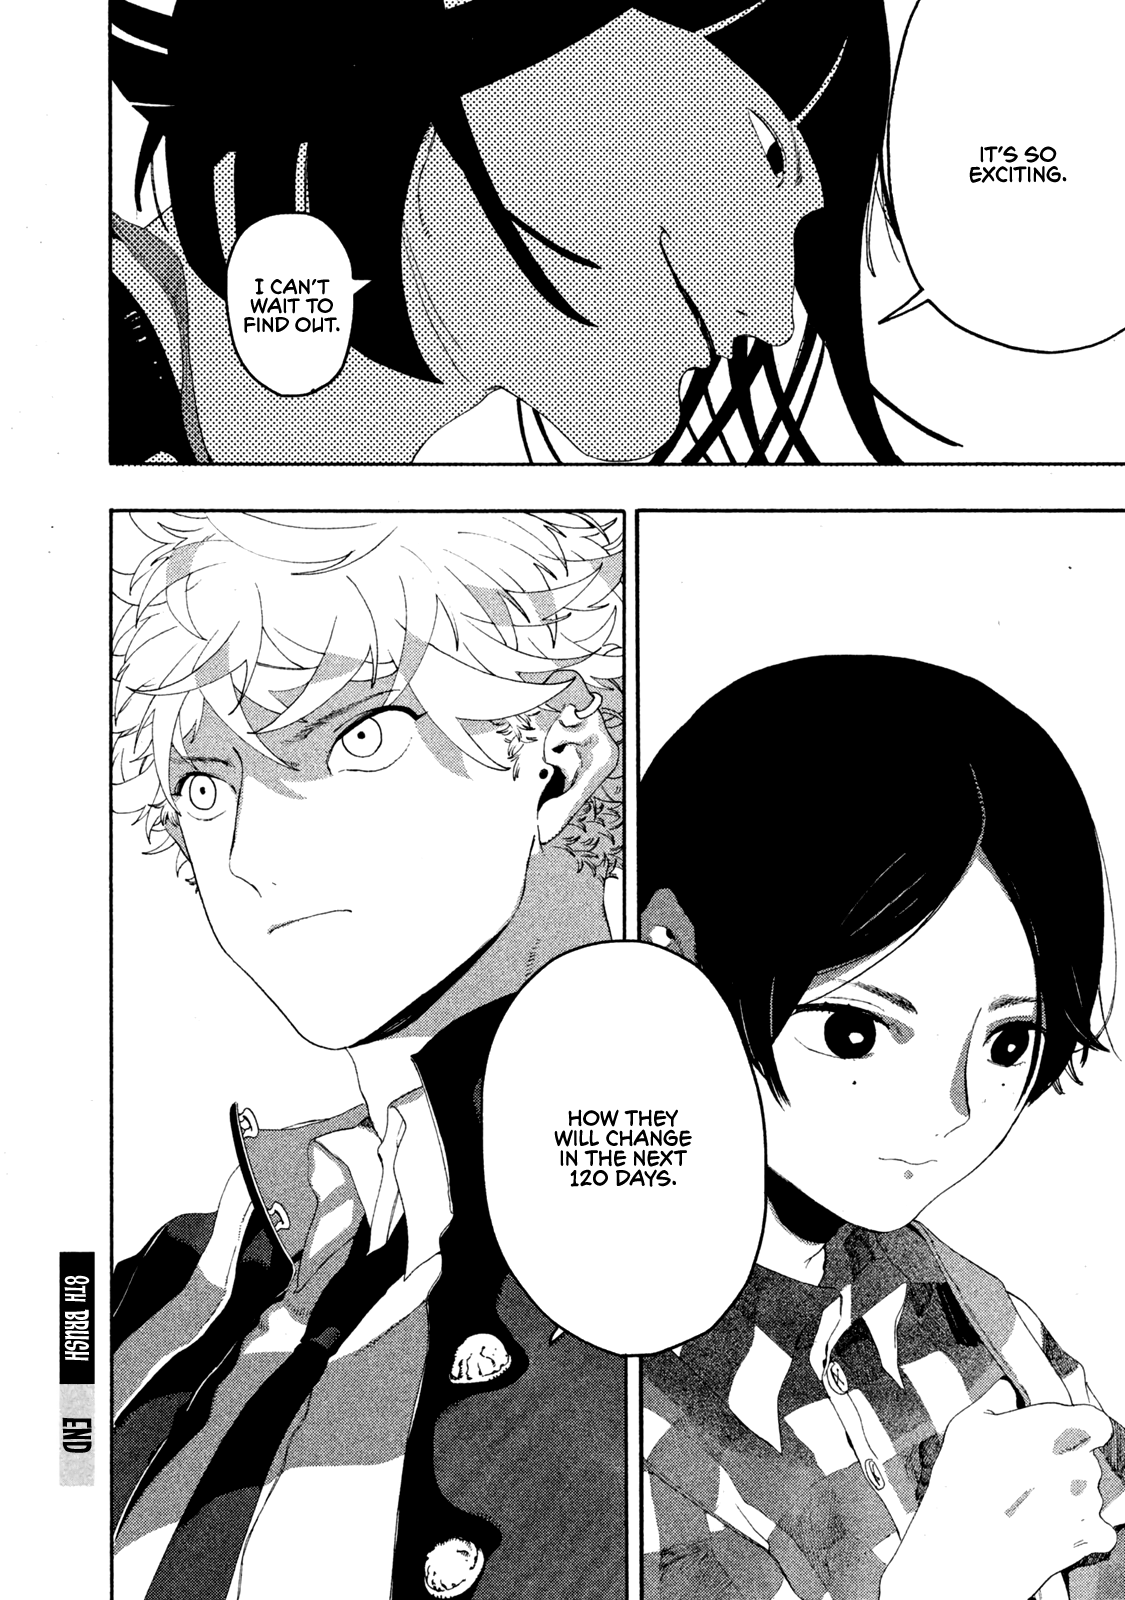 IT'S SO
EXCITING.
I CAN'T
WAIT TO
FIND OUT.
HOW THEY
WILL CHANGE
IN THE NEXT
120 DAYS.
8TH BRUSH
END